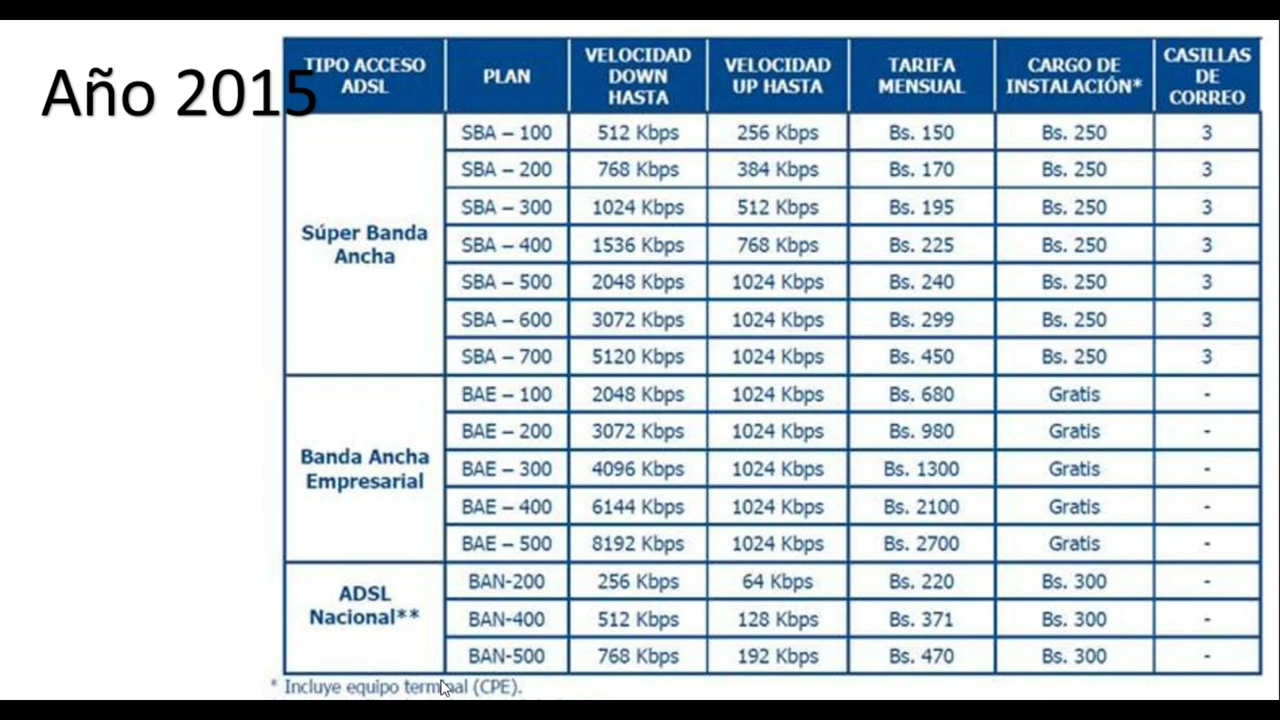 Año 2015
TIPO ACCESO ADSL | PLAN | VELOCIDAD DOWN HASTA | VELOCIDAD UP HASTA | TARIFA MENSUAL | CARGO DE INSTALACIÓN* | CASILLAS DE CORREO
Súper Banda Ancha
SBA – 100 | 512 Kbps | 256 Kbps | Bs. 150 | Bs. 250 | 3
SBA – 200 | 768 Kbps | 384 Kbps | Bs. 170 | Bs. 250 | 3
SBA – 300 | 1024 Kbps | 512 Kbps | Bs. 195 | Bs. 250 | 3
SBA – 400 | 1536 Kbps | 768 Kbps | Bs. 225 | Bs. 250 | 3
SBA – 500 | 2048 Kbps | 1024 Kbps | Bs. 240 | Bs. 250 | 3
SBA – 600 | 3072 Kbps | 1024 Kbps | Bs. 299 | Bs. 250 | 3
SBA – 700 | 5120 Kbps | 1024 Kbps | Bs. 450 | Bs. 250 | 3
Banda Ancha Empresarial
BAE – 100 | 2048 Kbps | 1024 Kbps | Bs. 680 | Gratis | -
BAE – 200 | 3072 Kbps | 1024 Kbps | Bs. 980 | Gratis | -
BAE – 300 | 4096 Kbps | 1024 Kbps | Bs. 1300 | Gratis | -
BAE – 400 | 6144 Kbps | 1024 Kbps | Bs. 2100 | Gratis | -
BAE – 500 | 8192 Kbps | 1024 Kbps | Bs. 2700 | Gratis | -
ADSL Nacional**
BAN-200 | 256 Kbps | 64 Kbps | Bs. 220 | Bs. 300 | -
BAN-400 | 512 Kbps | 128 Kbps | Bs. 371 | Bs. 300 | -
BAN-500 | 768 Kbps | 192 Kbps | Bs. 470 | Bs. 300 | -
* Incluye equipo terminal (CPE).